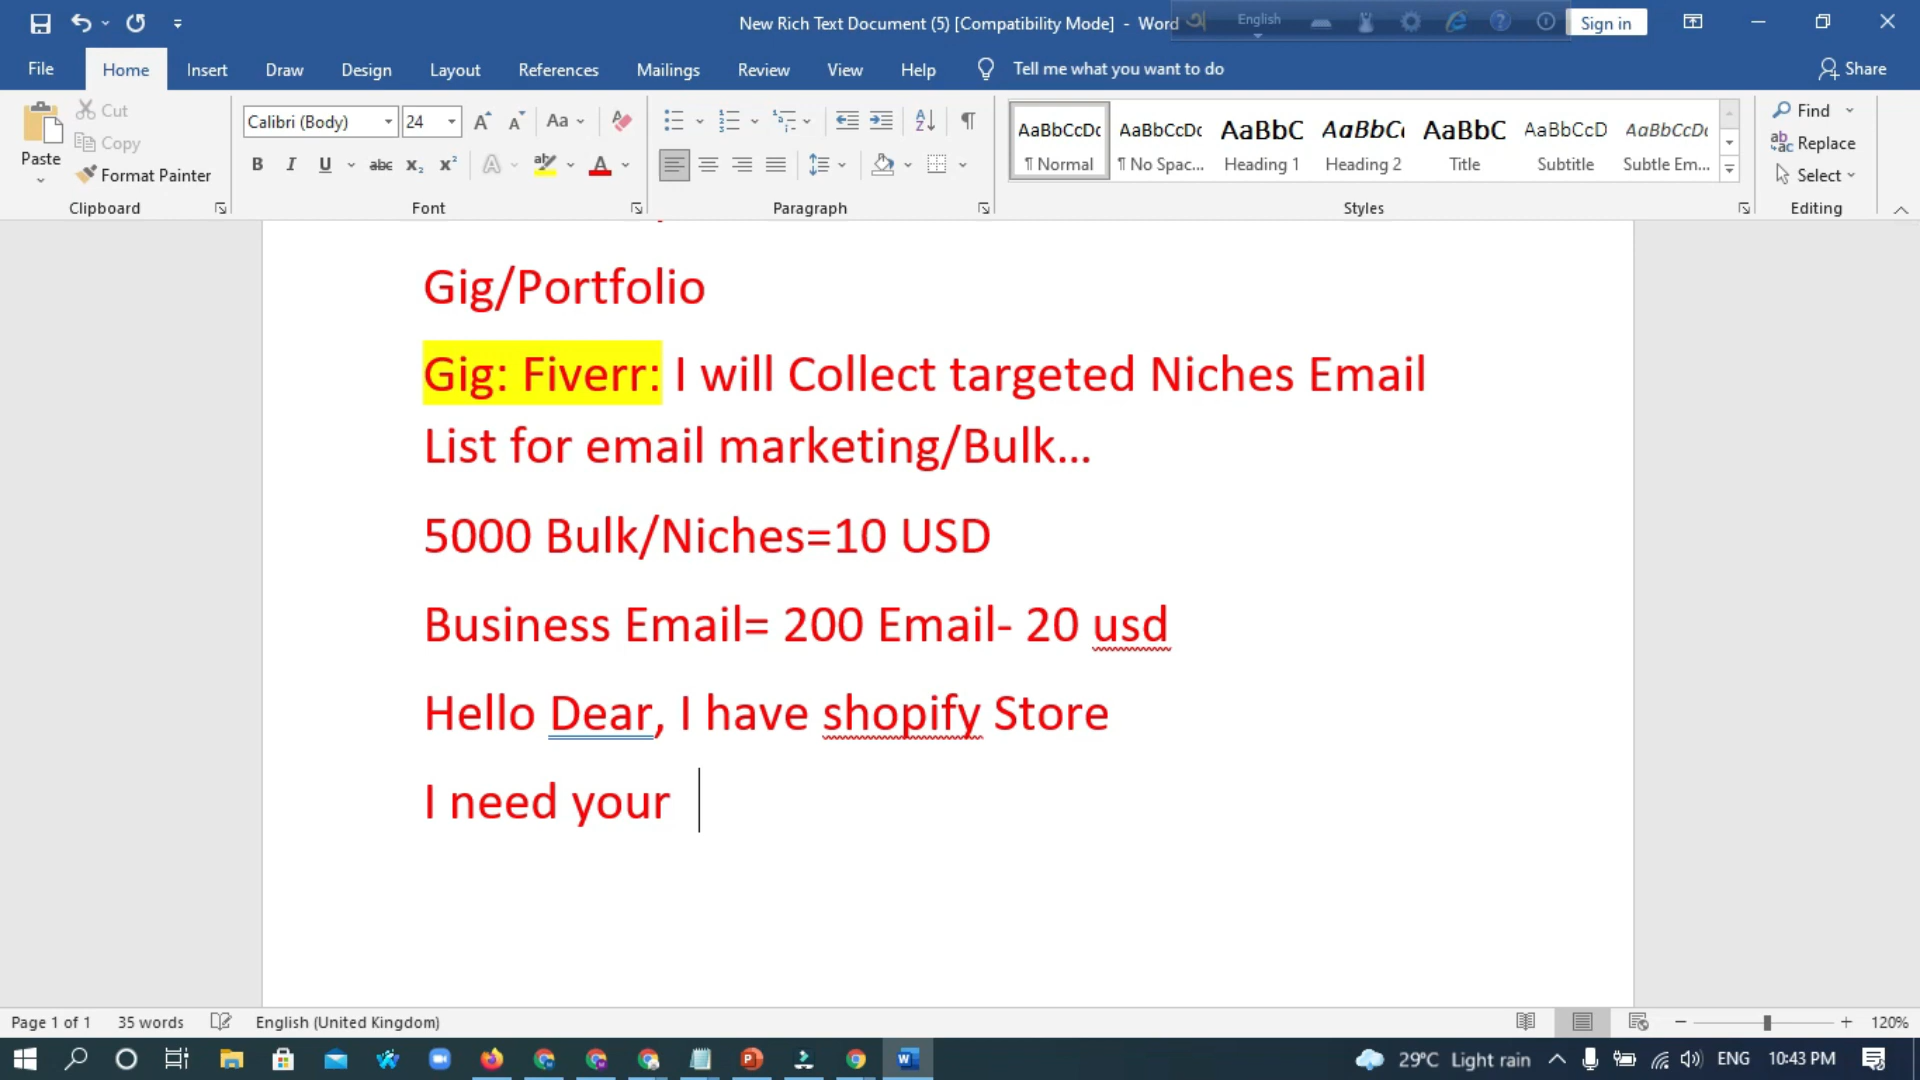 New Rich Text Document (5) [Compatibility Mode] - Word
English
Sign in
File Home Insert Draw Design Layout References Mailings Review View Help Tell me what you want to do Share
Paste
Cut
Copy
Format Painter
Clipboard
Calibri (Body) 24
Font
Paragraph
AaBbCcDc AaBbCcDc AaBbC AaBbC AaBbC AaBbCcD AaBbCcDc
¶ Normal ¶ No Spac... Heading 1 Heading 2 Title Subtitle Subtle Em...
Styles
Find
Replace
Select
Editing
Gig/Portfolio
Gig: Fiverr: I will Collect targeted Niches Email
List for email marketing/Bulk...
5000 Bulk/Niches=10 USD
Business Email= 200 Email- 20 usd
Hello Dear, I have shopify Store
I need your
Page 1 of 1 35 words English (United Kingdom) 120%
29°C Light rain ENG 10:43 PM